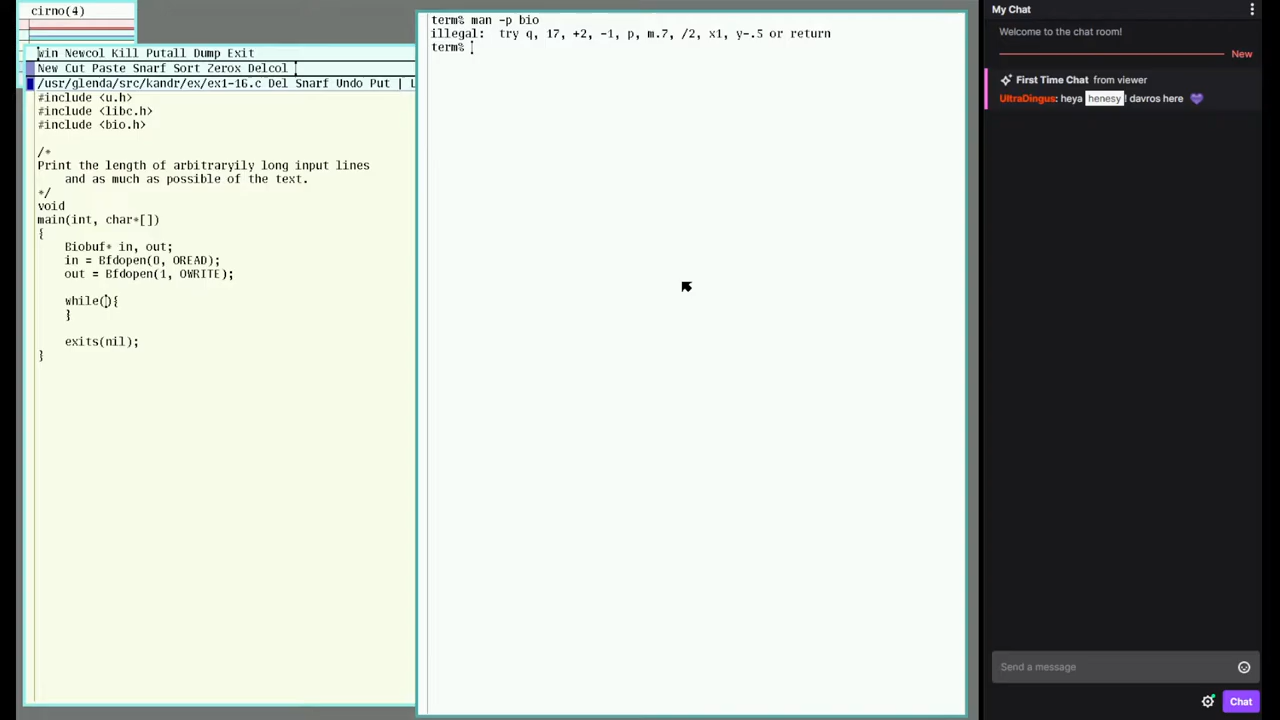 cirno(4)
win Newcol Kill Putall Dump Exit
New Cut Paste Snarf Sort Zerox Delcol
/usr/glenda/src/kandr/ex/ex1-16.c Del Snarf Undo Put |
#include <u.h>
#include <libc.h>
#include <bio.h>
/*
Print the length of arbitraryily long input lines
and as much as possible of the text.
*/
void
main(int, char*[])
{
Biobuf* in, out;
in = Bfdopen(0, OREAD);
out = Bfdopen(1, OWRITE);
while(){
}
exits(nil);
}
term% man -p bio
illegal:  try q, 17, +2, -1, p, m.7, /2, x1, y-.5 or return
term%
My Chat
Welcome to the chat room!
New
First Time Chat from viewer
UltraDingus: heya henesy! davros here
Send a message
Chat